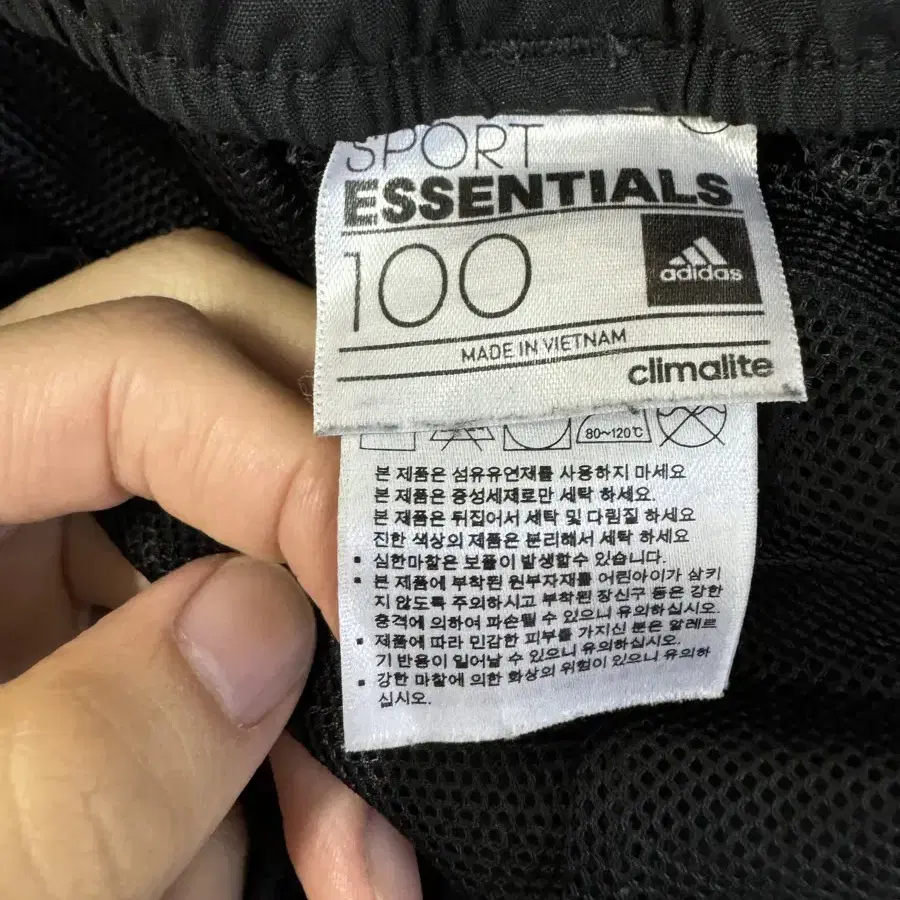 SPORT
ESSENTIALS
100
adidas
MADE IN VIETNAM
climalite
80~120℃
본 제품은 섬유유연제를 사용하지 마세요
본 제품은 중성세제로만 세탁 하세요.
본 제품은 뒤집어서 세탁 및 다림질 하세요
진한 색상의 제품은 분리해서 세탁 하세요
▪ 심한마찰은 보풀이 발생할수 있습니다.
▪ 본 제품에 부착된 원부자재를 어린아이가 삼키
지 않도록 주의하시고 부착된 장신구 등은 강한
충격에 의하여 파손될 수 있으니 유의하십시오.
▪ 제품에 따라 민감한 피부를 가지신 분은 알레르
기 반응이 일어날 수 있으니 유의하십시오.
▪ 강한 마찰에 의한 화상의 위험이 있으니 유의하
십시오.